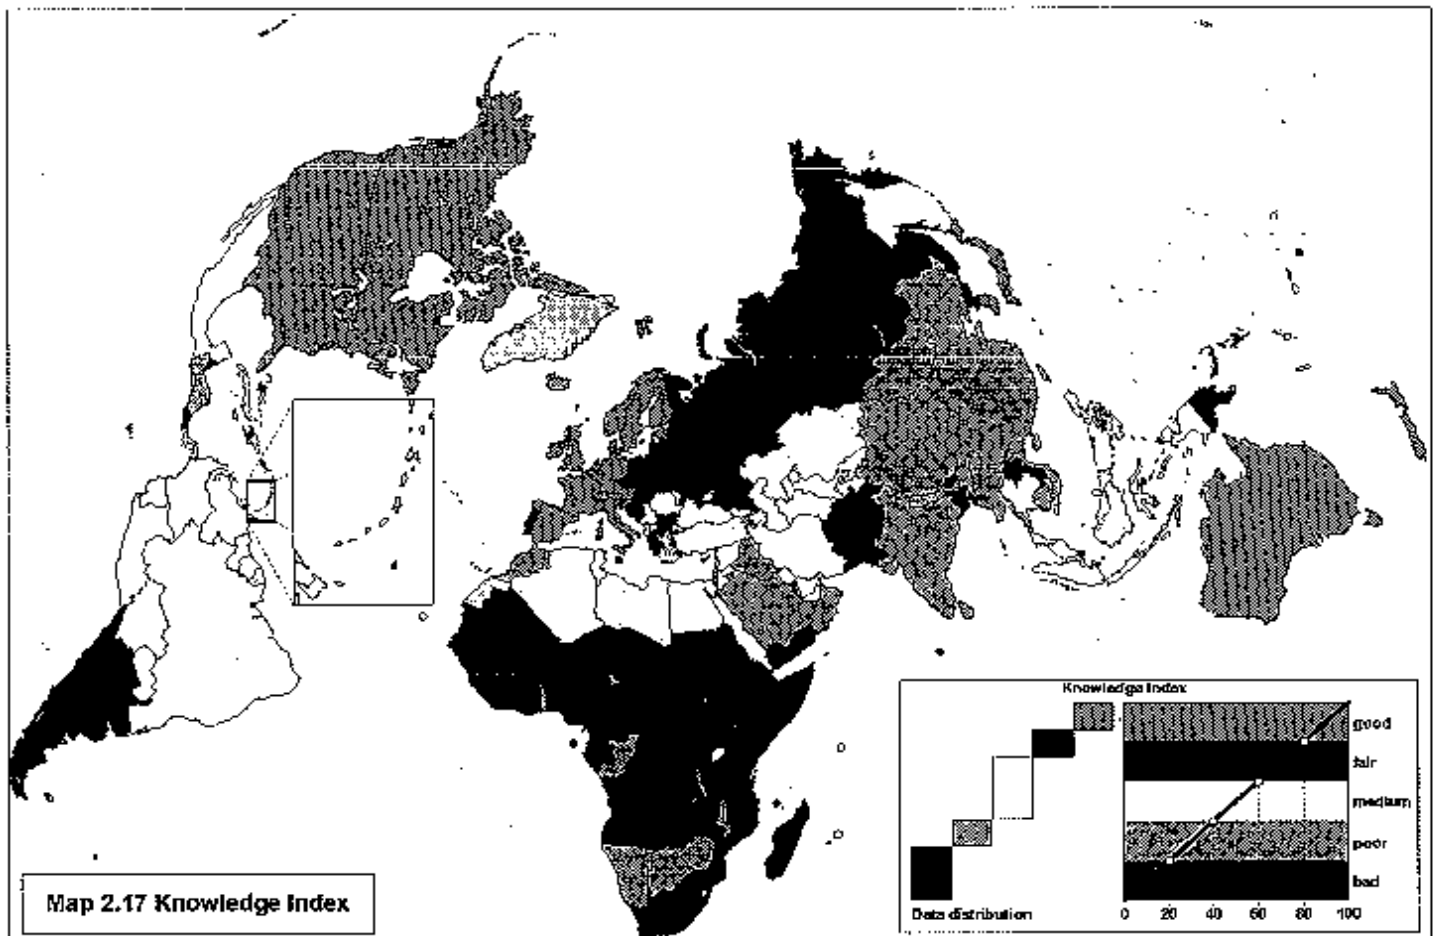 Knowledge Index
good
fair
medium
poor
bad
Data distribution
0 20 40 60 80 100
Map 2.17 Knowledge Index